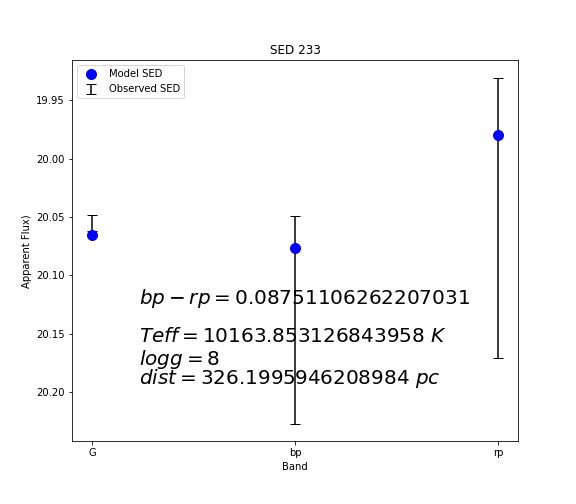 SED 233
Model SED
Observed SED
19.95
20.00
20.05
20.10
20.15
20.20
Apparent Flux)
bp − rp = 0.08751106262207031
Teff = 10163.853126843958 K
logg = 8
dist = 326.1995946208984 pc
G
bp
rp
Band